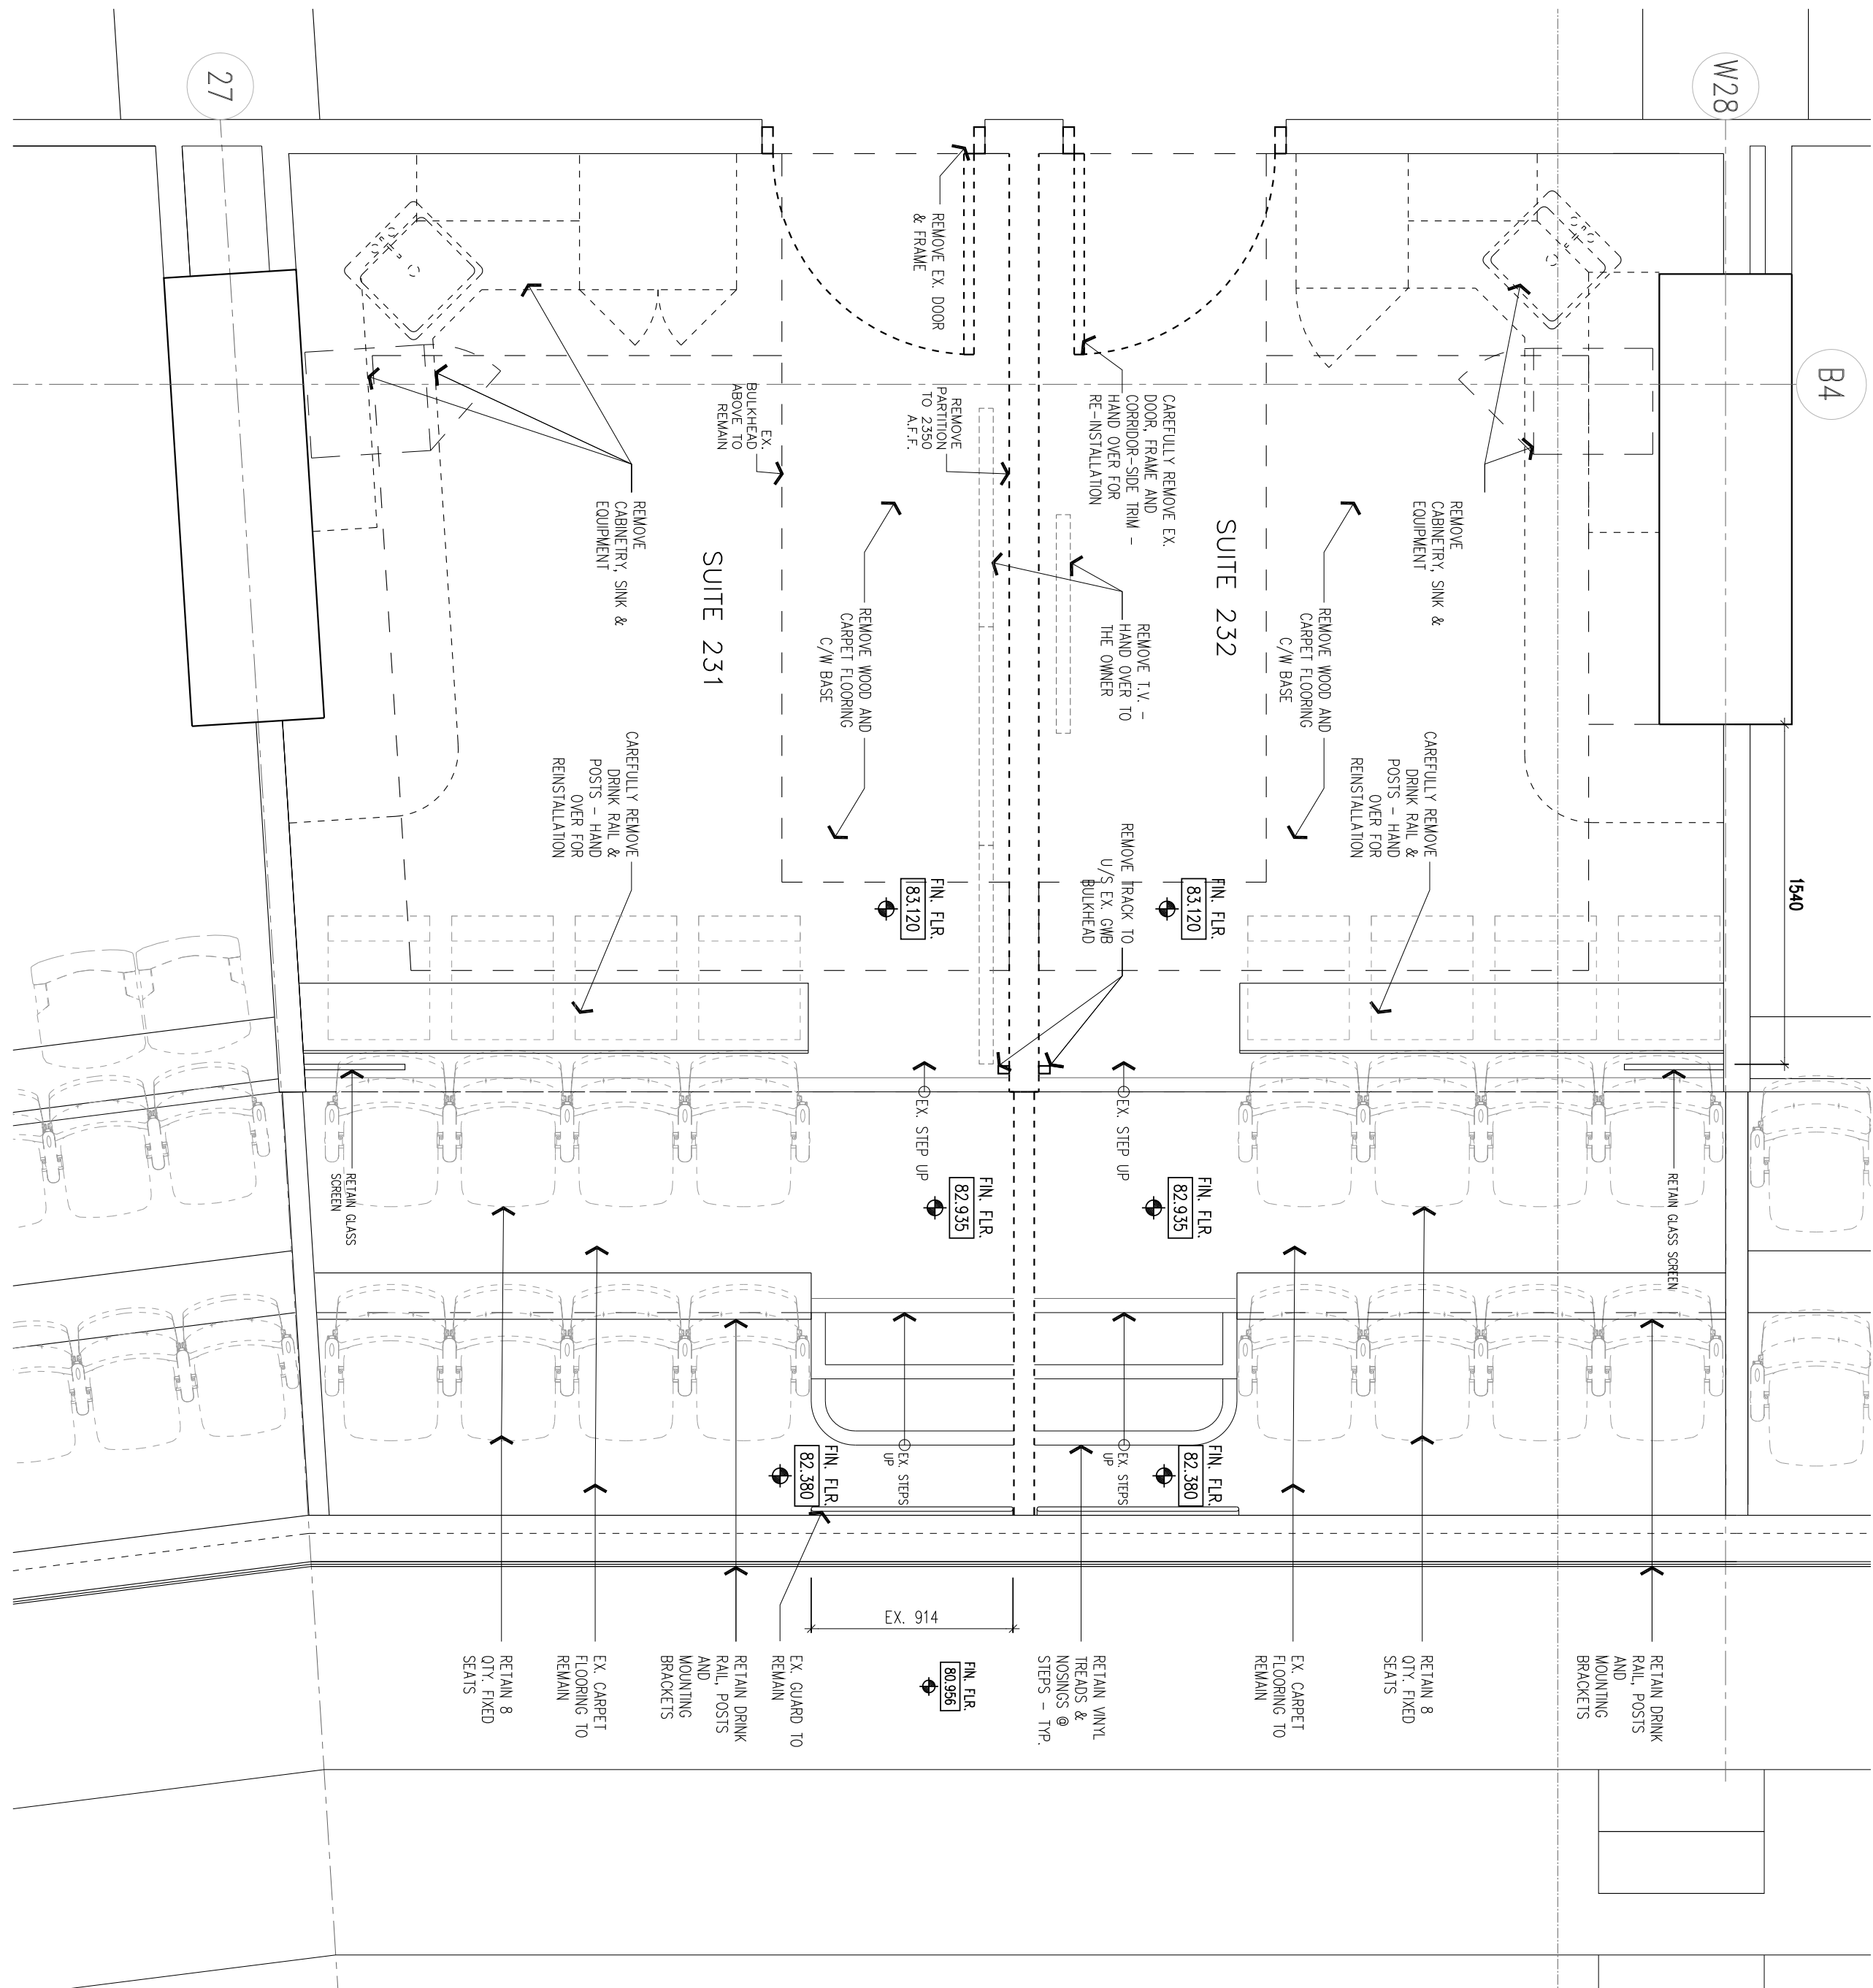 27
W28
B4
REMOVE EX. DOOR
& FRAME
CAREFULLY REMOVE EX.
DOOR, FRAME AND
CORRIDOR-SIDE TRIM -
HAND OVER FOR
RE-INSTALLATION
REMOVE
PARTITION
TO 2350
A.F.F.
EX.
BULKHEAD
ABOVE TO
REMAIN
REMOVE
CABINETRY, SINK &
EQUIPMENT
REMOVE
CABINETRY, SINK &
EQUIPMENT
SUITE 232
SUITE 231
REMOVE WOOD AND
CARPET FLOORING
C/W BASE
REMOVE T.V. -
HAND OVER TO
THE OWNER
REMOVE WOOD AND
CARPET FLOORING
C/W BASE
CAREFULLY REMOVE
DRINK RAIL &
POSTS - HAND
OVER FOR
REINSTALLATION
CAREFULLY REMOVE
DRINK RAIL &
POSTS - HAND
OVER FOR
REINSTALLATION
REMOVE TRACK TO
U/S EX. GWB
BULKHEAD
1540
FIN. FLR.
83.120
FIN. FLR.
83.120
EX. STEP UP
EX. STEP UP
RETAIN GLASS SCREEN
RETAIN GLASS
SCREEN
FIN. FLR.
82.935
FIN. FLR.
82.935
EX. STEPS
UP
EX. STEPS
UP
FIN. FLR.
82.380
FIN. FLR.
82.380
EX. 914
RETAIN DRINK
RAIL, POSTS
AND
MOUNTING
BRACKETS
RETAIN 8
QTY. FIXED
SEATS
EX. CARPET
FLOORING TO
REMAIN
RETAIN VINYL
TREADS &
NOSINGS @
STEPS - TYP.
FIN. FLR.
80.956
EX. GUARD TO
REMAIN
RETAIN DRINK
RAIL, POSTS
AND
MOUNTING
BRACKETS
EX. CARPET
FLOORING TO
REMAIN
RETAIN 8
QTY. FIXED
SEATS